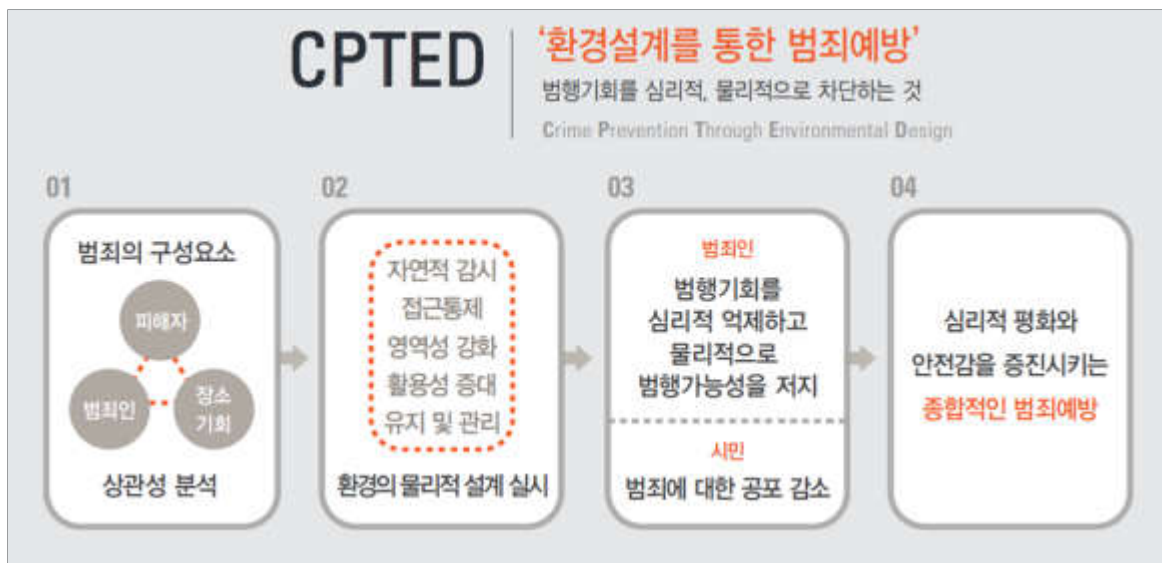 CPTED
‘환경설계를 통한 범죄예방’
범행기회를 심리적, 물리적으로 차단하는 것
Crime Prevention Through Environmental Design
01
범죄의 구성요소
피해자
범죄인
장소
기회
상관성 분석
02
자연적 감시
접근통제
영역성 강화
활용성 증대
유지 및 관리
환경의 물리적 설계 실시
03
범죄인
범행기회를
심리적 억제하고
물리적으로
범행가능성을 저지
시민
범죄에 대한 공포 감소
04
심리적 평화와
안전감을 증진시키는
종합적인 범죄예방